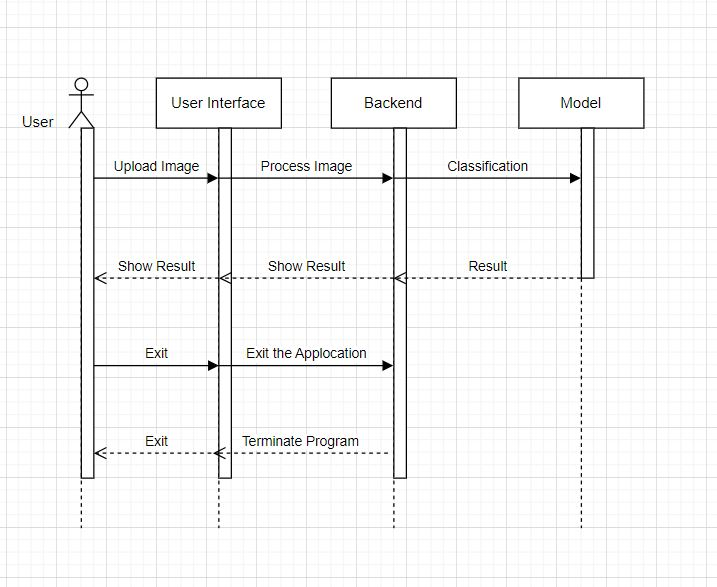 User
User Interface
Backend
Model
Upload Image
Process Image
Classification
Show Result
Show Result
Result
Exit
Exit the Applocation
Exit
Terminate Program